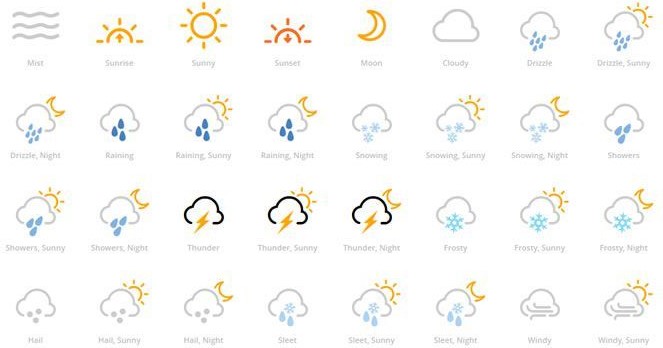 Mist
Sunrise
Sunny
Sunset
Moon
Cloudy
Drizzle
Drizzle, Sunny
Drizzle, Night
Raining
Raining, Sunny
Raining, Night
Snowing
Snowing, Sunny
Snowing, Night
Showers
Showers, Sunny
Showers, Night
Thunder
Thunder, Sunny
Thunder, Night
Frosty
Frosty, Sunny
Frosty, Night
Hail
Hail, Sunny
Hail, Night
Sleet
Sleet, Sunny
Sleet, Night
Windy
Windy, Sunny